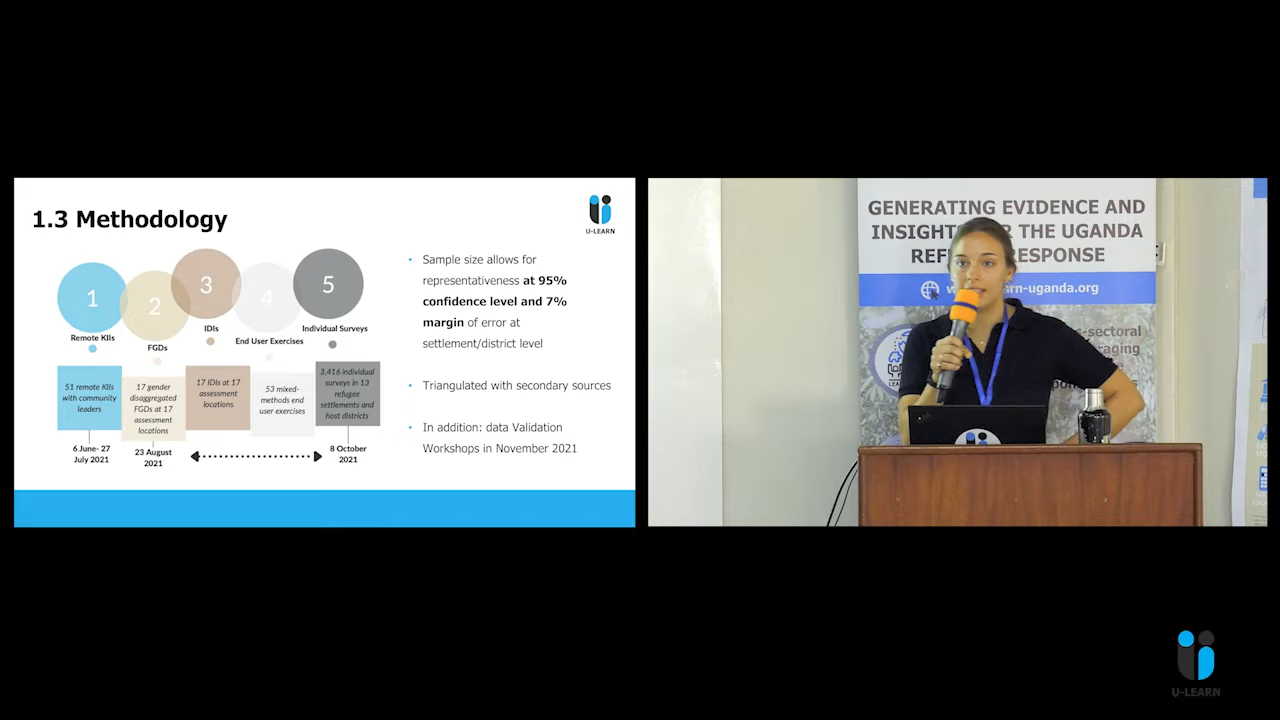 1.3 Methodology
U-LEARN
1
2
3
4
5
Remote KIIs
FGDs
IDIs
End User Exercises
Individual Surveys
51 remote KIIs
with community
leaders
17 gender
disaggregated
FGDs at 17
assessment
locations
17 IDIs at 17
assessment
locations
53 mixed-
methods end
user exercises
3,416 individual
surveys in 13
refugee
settlements and
host districts
6 June- 27
July 2021
23 August
2021
8 October
2021
• Sample size allows for
representativeness at 95%
confidence level and 7%
margin of error at
settlement/district level
• Triangulated with secondary sources
• In addition: data Validation
Workshops in November 2021
GENERATING EVIDENCE AND
INSIGHT THE UGANDA
RESPONSE
rn-uganda.org
s-sectoral
aging
U-LEARN